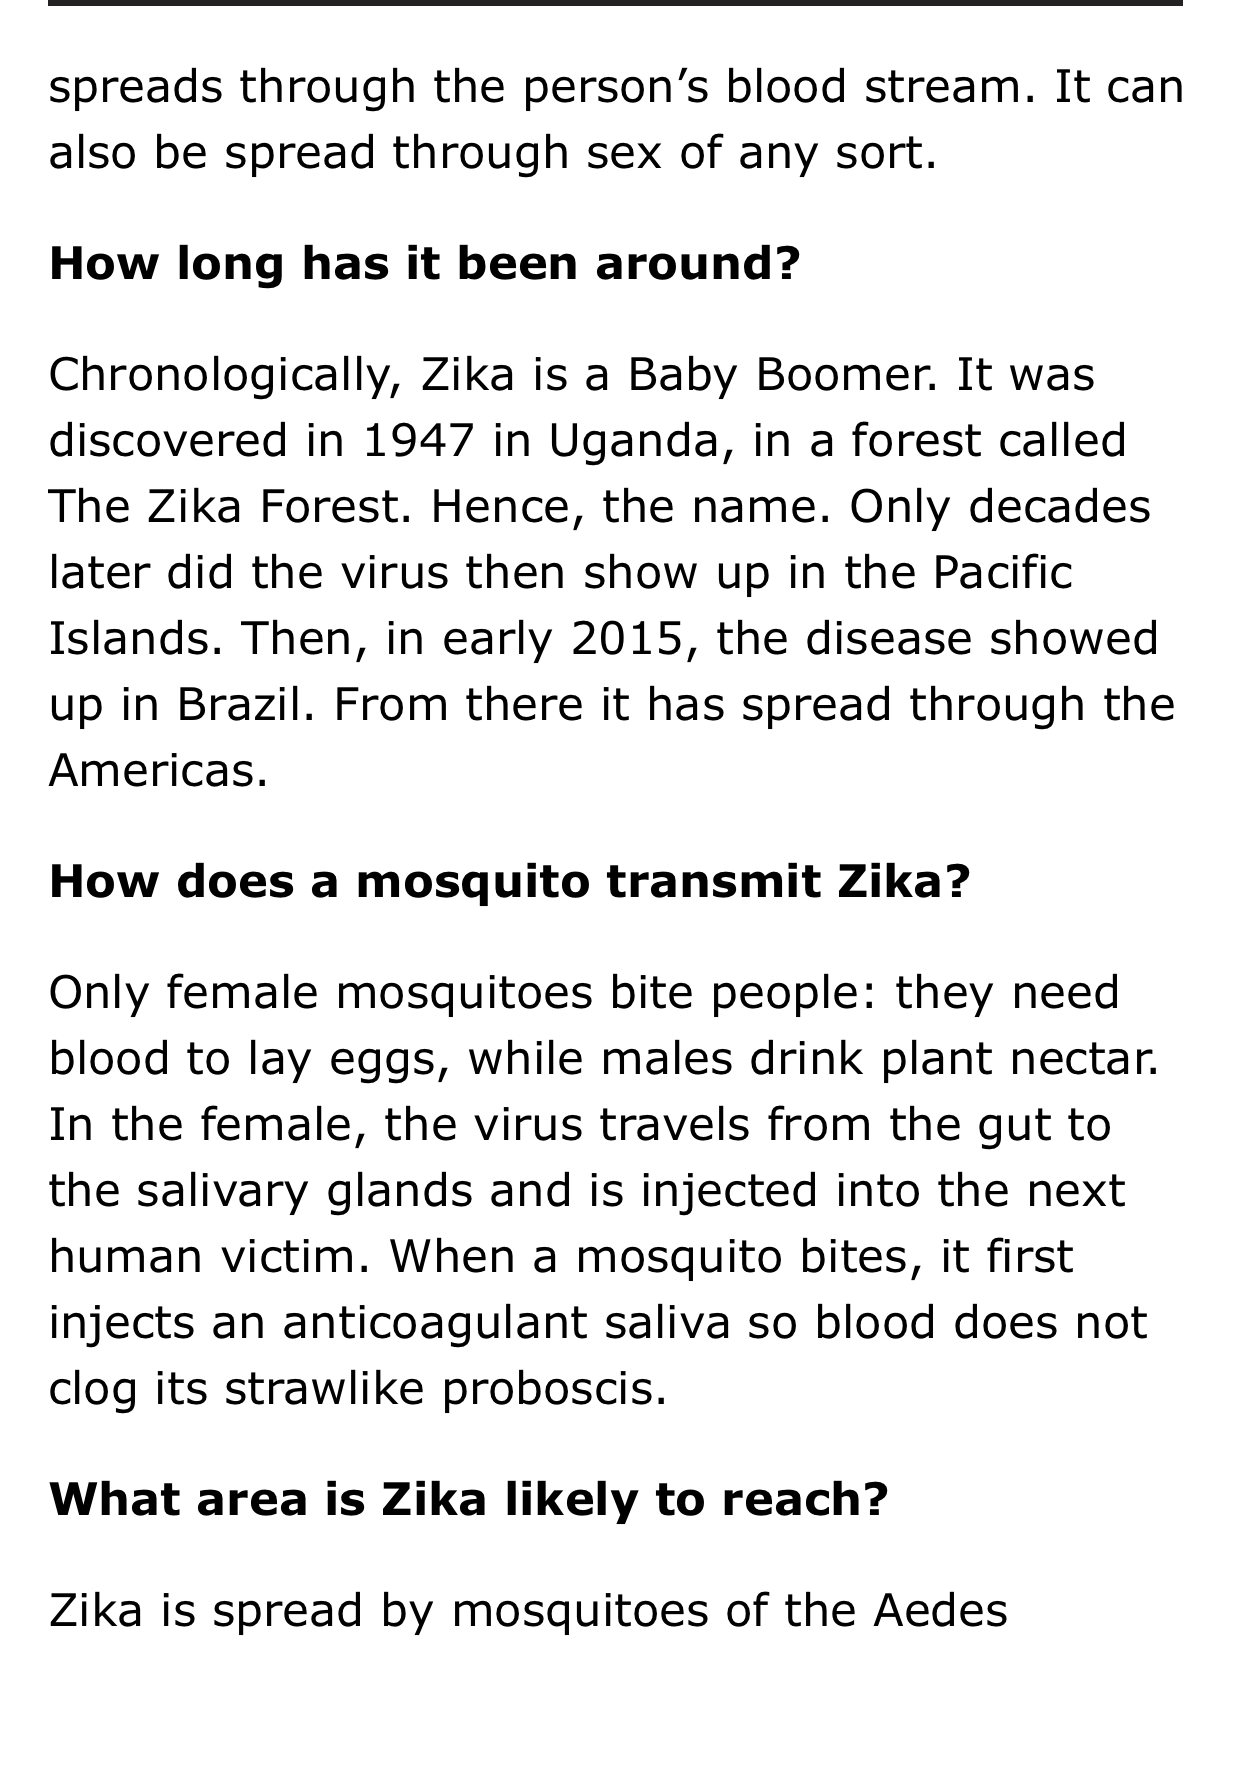 spreads through the person’s blood stream. It can
also be spread through sex of any sort.
How long has it been around?
Chronologically, Zika is a Baby Boomer. It was
discovered in 1947 in Uganda, in a forest called
The Zika Forest. Hence, the name. Only decades
later did the virus then show up in the Pacific
Islands. Then, in early 2015, the disease showed
up in Brazil. From there it has spread through the
Americas.
How does a mosquito transmit Zika?
Only female mosquitoes bite people: they need
blood to lay eggs, while males drink plant nectar.
In the female, the virus travels from the gut to
the salivary glands and is injected into the next
human victim. When a mosquito bites, it first
injects an anticoagulant saliva so blood does not
clog its strawlike proboscis.
What area is Zika likely to reach?
Zika is spread by mosquitoes of the Aedes